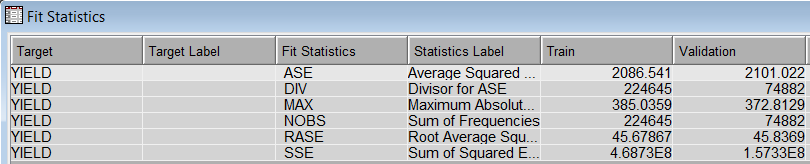 Fit Statistics
Target Target Label Fit Statistics Statistics Label Train Validation
YIELD ASE Average Squared ... 2086.541 2101.022
YIELD DIV Divisor for ASE 224645 74882
YIELD MAX Maximum Absolut... 385.0359 372.8129
YIELD NOBS Sum of Frequencies 224645 74882
YIELD RASE Root Average Squ... 45.67867 45.8369
YIELD SSE Sum of Squared E... 4.6873E8 1.5733E8